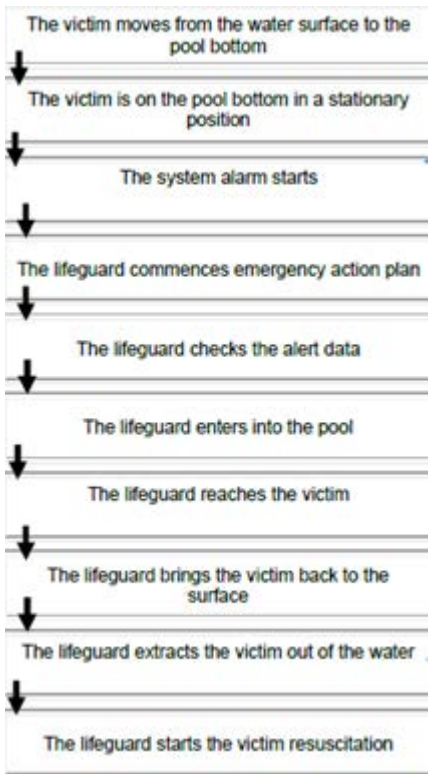 The victim moves from the water surface to the
pool bottom
The victim is on the pool bottom in a stationary
position
The system alarm starts
The lifeguard commences emergency action plan
The lifeguard checks the alert data
The lifeguard enters into the pool
The lifeguard reaches the victim
The lifeguard brings the victim back to the
surface
The lifeguard extracts the victim out of the water
The lifeguard starts the victim resuscitation